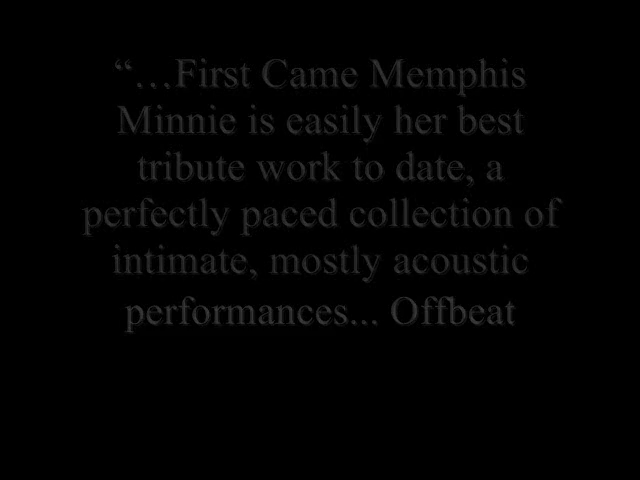 “…First Came Memphis
Minnie is easily her best
tribute work to date, a
perfectly paced collection of
intimate, mostly acoustic
performances... Offbeat